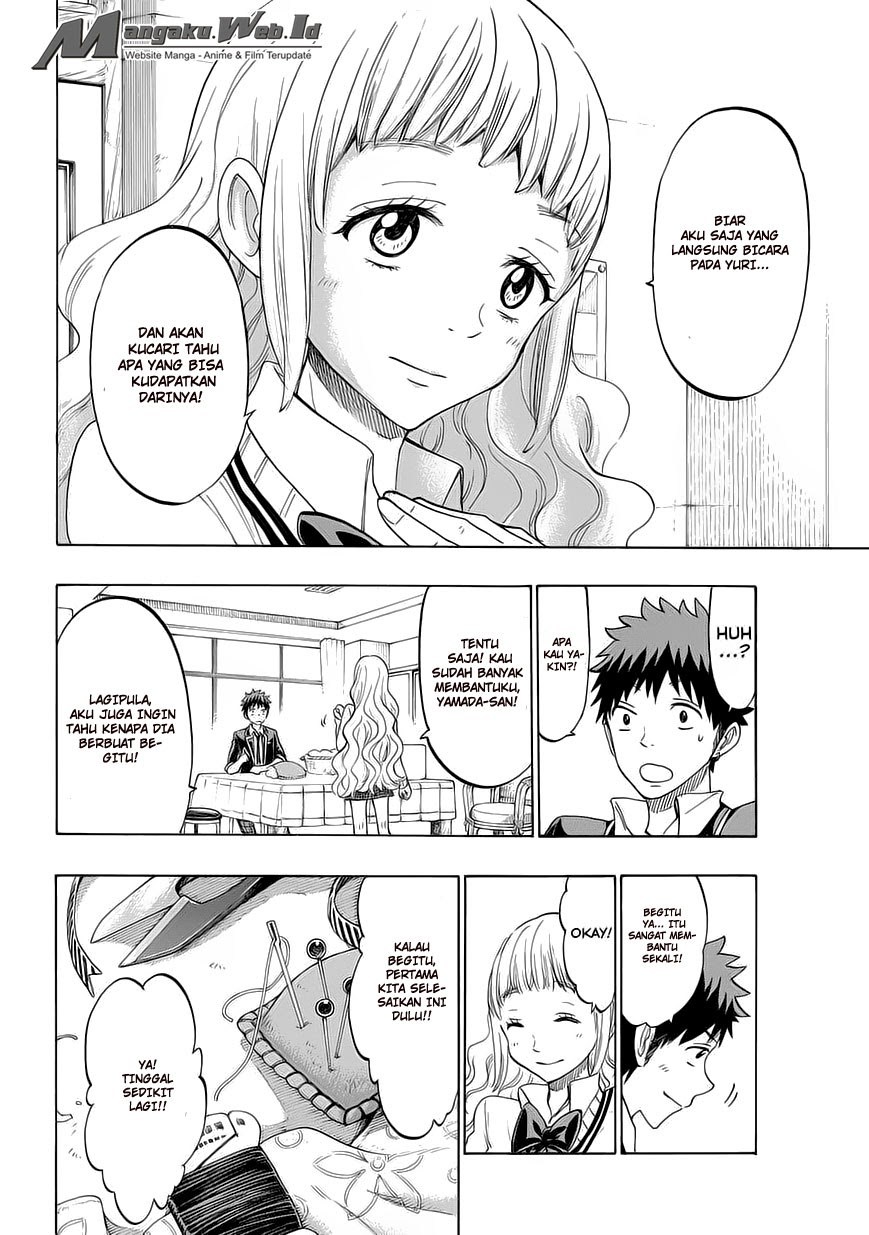 Mangaku.Web.Id
Website Manga - Anime & Film Terupdate
BIAR
AKU SAJA YANG
LANGSUNG BICARA
PADA YURI...
DAN AKAN
KUCARI TAHU
APA YANG BISA
KUDAPATKAN
DARINYA!
HUH
...?
APA
KAU YA-
KIN?!
TENTU
SAJA! KAU
SUDAH BANYAK
MEMBANTUKU,
YAMADA-SAN!
LAGIPULA,
AKU JUGA INGIN
TAHU KENAPA DIA
BERBUAT BE-
GITU!
BEGITU
YA... ITU
SANGAT MEM-
BANTU
SEKALI!
OKAY!
KALAU
BEGITU,
PERTAMA
KITA SELE-
SAIKAN INI
DULU!!
YA!
TINGGAL
SEDIKIT
LAGI!!